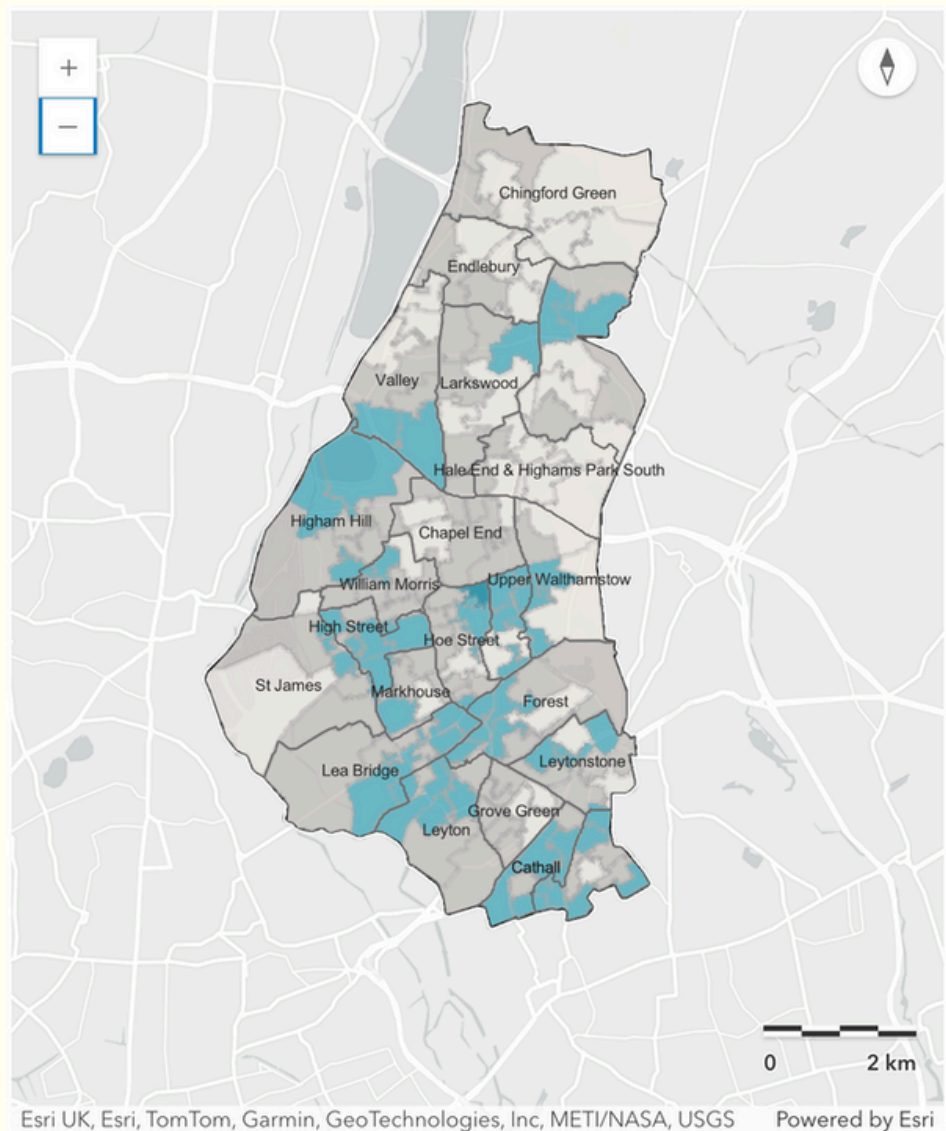 +
−
Chingford Green
Endlebury
Valley
Larkswood
Hale End & Highams Park South
Higham Hill
Chapel End
William Morris
Upper Walthamstow
High Street
Hoe Street
St James
Markhouse
Forest
Lea Bridge
Leytonstone
Grove Green
Leyton
Cathall
0 2 km
Esri UK, Esri, TomTom, Garmin, GeoTechnologies, Inc, METI/NASA, USGS Powered by Esri